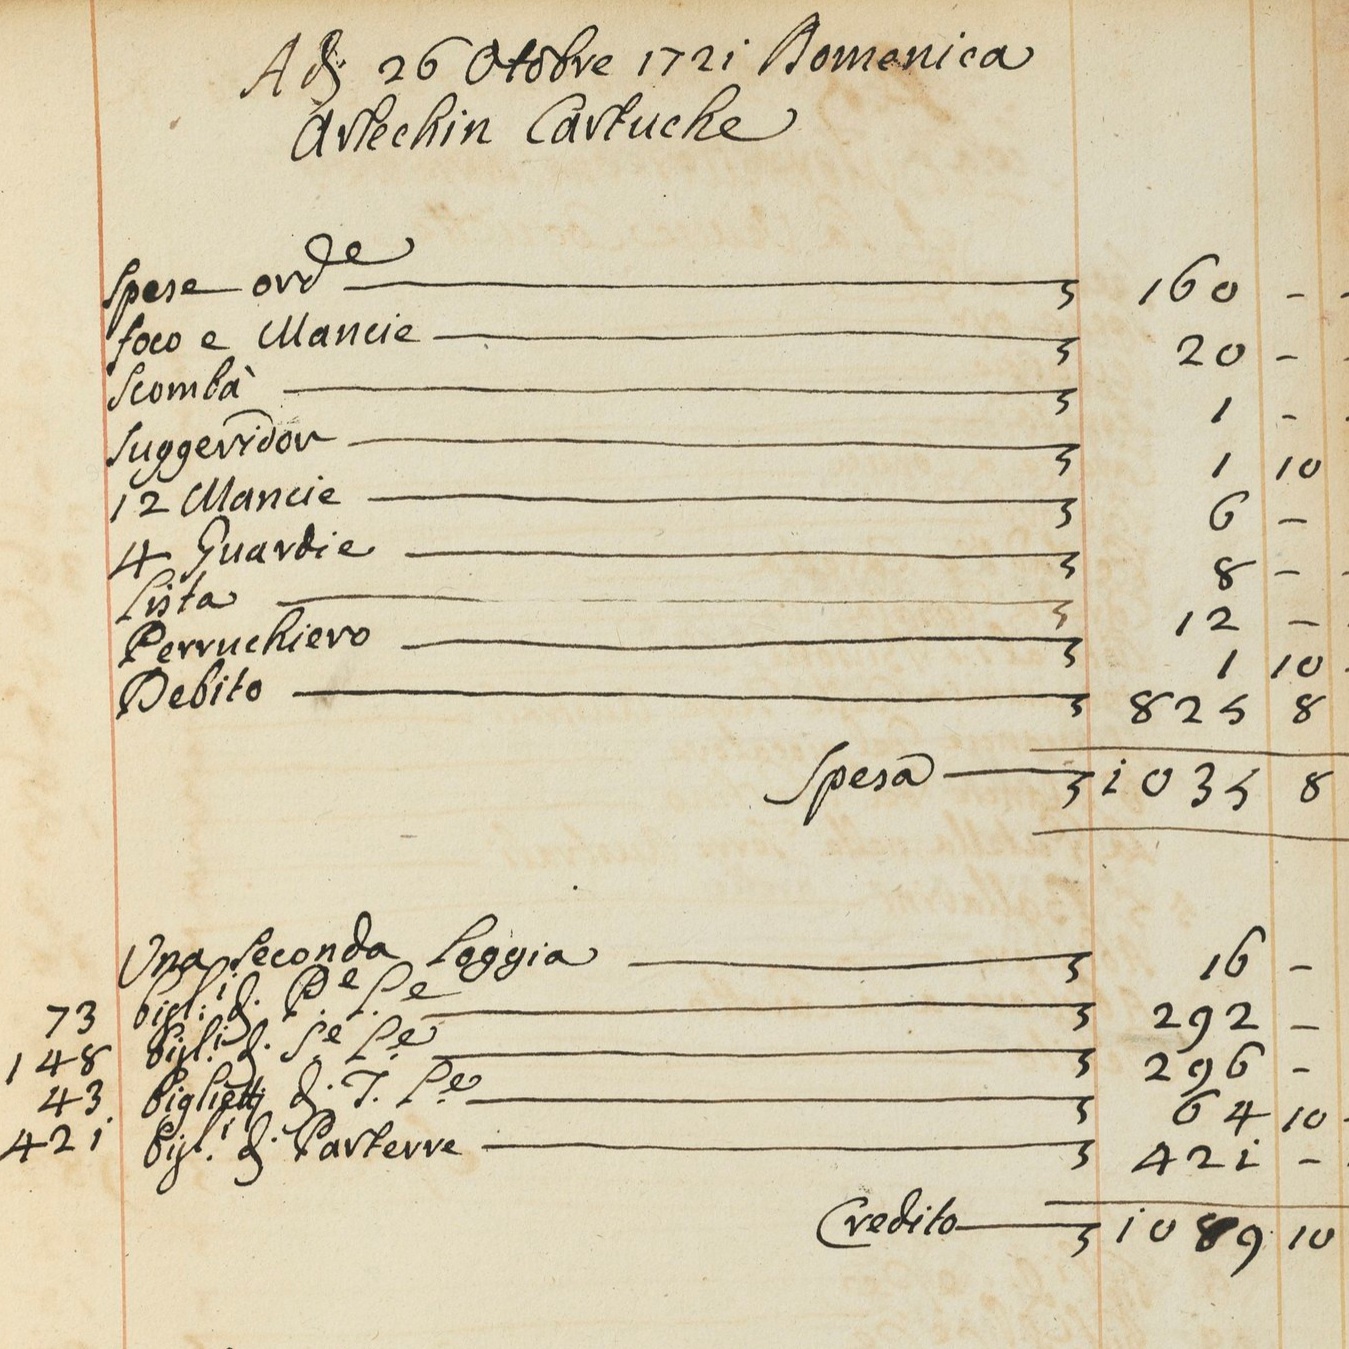 Adj 26 Otobre 1721 Domenica
Arlechin Cartuche
Spese ord.e 160 - -
foco e Mancie 20 -
Scombà 1 - -
Suggeridor 1 10
12 Mancie 6 -
4 Guardie 8 - -
Lista 12 -
Perruchiero 1 10 -
Debito 825 8
Spesa 1035 8
Una Seconda Loggia 16 -
73 bigl.i d. P.e L.e 292 -
148 bigl.i d. S.e L.e 296 -
43 biglietti d. T. L.e 64 10 -
421 bigl.i d. Parterre 421 - -
Credito 1089 10